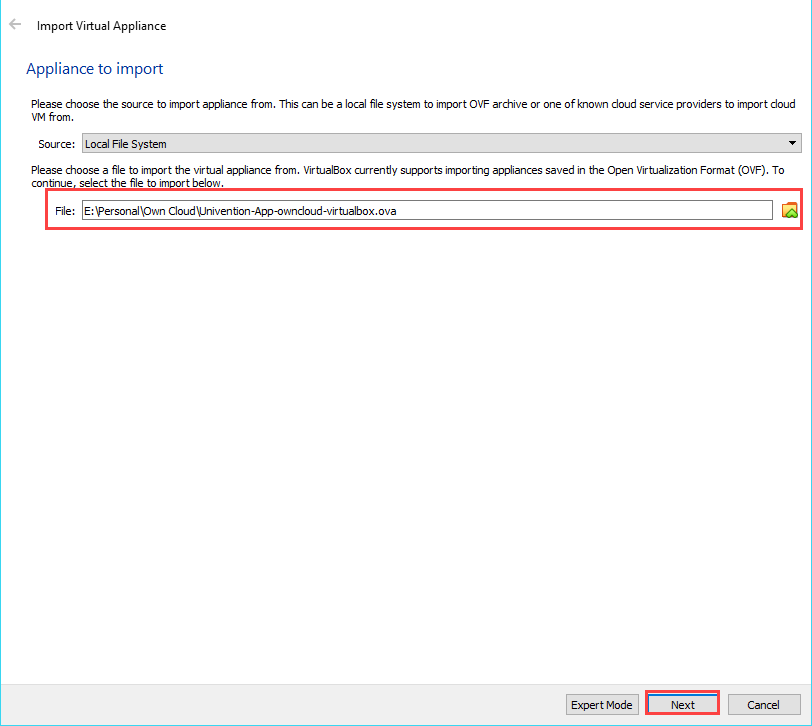 Import Virtual Appliance
Appliance to import
Please choose the source to import appliance from. This can be a local file system to import OVF archive or one of known cloud service providers to import cloud
VM from.
Source: Local File System
Please choose a file to import the virtual appliance from. VirtualBox currently supports importing appliances saved in the Open Virtualization Format (OVF). To
continue, select the file to import below.
File: E:\Personal\Own Cloud\Univention-App-owncloud-virtualbox.ova
Expert Mode Next Cancel